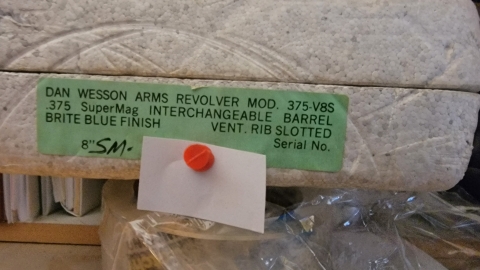 DAN WESSON ARMS REVOLVER MOD. 375-V8S
.375 SuperMag INTERCHANGEABLE BARREL
BRITE BLUE FINISH VENT. RIB SLOTTED
8" SM. Serial No.